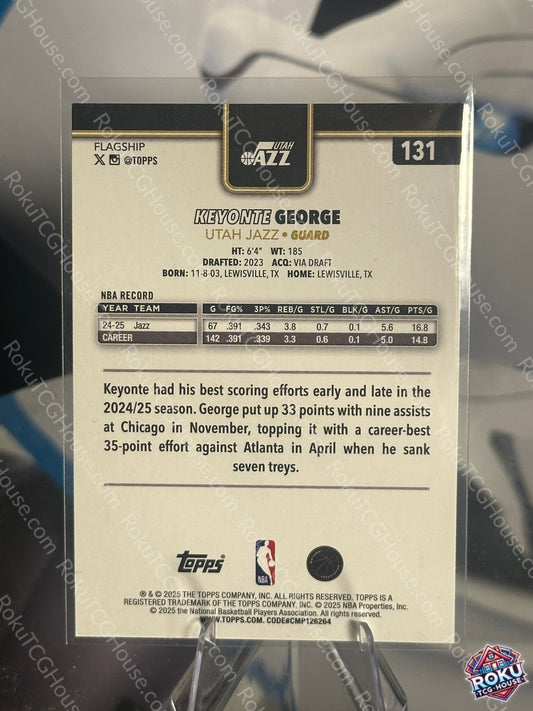 FLAGSHIP
X @TOPPS
UTAH
JAZZ
131
KEYONTE GEORGE
UTAH JAZZ • GUARD
HT: 6'4" WT: 185
DRAFTED: 2023 ACQ: VIA DRAFT
BORN: 11-8-03, LEWISVILLE, TX HOME: LEWISVILLE, TX
NBA RECORD
YEAR TEAM G FG% 3P% REB/G STL/G BLK/G AST/G PTS/G
24-25 Jazz 67 .391 .343 3.8 0.7 0.1 5.6 16.8
CAREER 142 .391 .339 3.3 0.6 0.1 5.0 14.8
Keyonte had his best scoring efforts early and late in the
2024/25 season. George put up 33 points with nine assists
at Chicago in November, topping it with a career-best
35-point effort against Atlanta in April when he sank
seven treys.
topps
NBA
® & © 2025 THE TOPPS COMPANY, INC. ALL RIGHTS RESERVED. TOPPS IS A
REGISTERED TRADEMARK OF THE TOPPS COMPANY, INC. © 2025 NBA Properties, Inc.
© 2025 the National Basketball Players Association. All rights reserved.
WWW.TOPPS.COM. CODE#CMP126264
ROKU
TCG-HOUSE
RokuTCGHouse.com